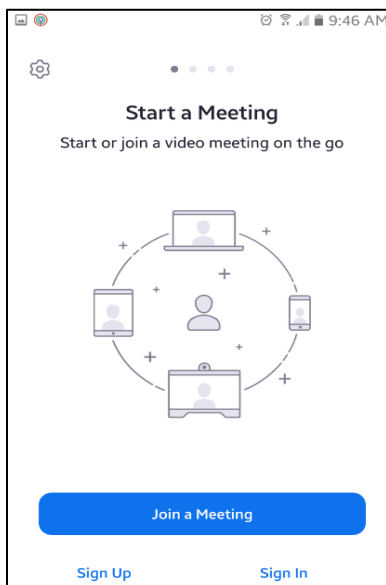 9:46 AM
Start a Meeting
Start or join a video meeting on the go
Join a Meeting
Sign Up
Sign In